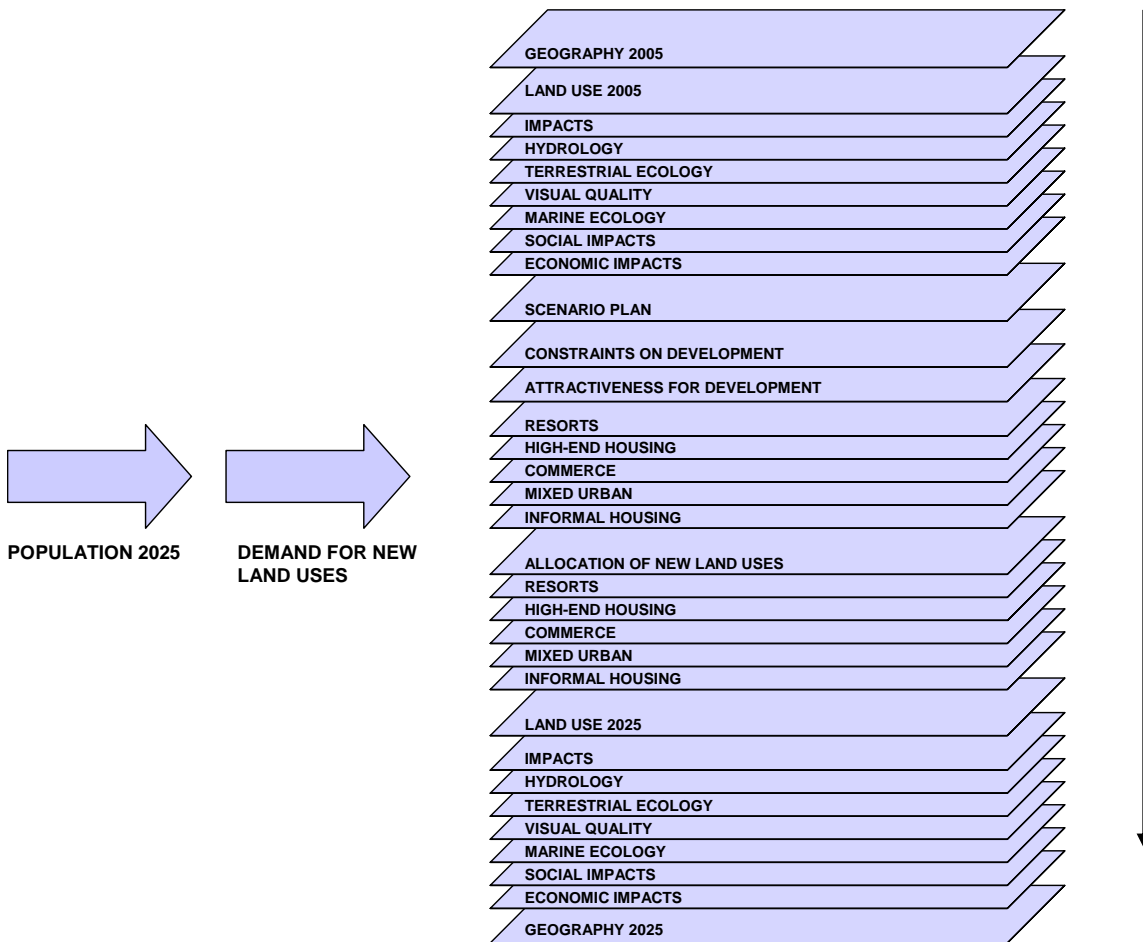 GEOGRAPHY 2005
LAND USE 2005
IMPACTS
HYDROLOGY
TERRESTRIAL ECOLOGY
VISUAL QUALITY
MARINE ECOLOGY
SOCIAL IMPACTS
ECONOMIC IMPACTS
SCENARIO PLAN
CONSTRAINTS ON DEVELOPMENT
ATTRACTIVENESS FOR DEVELOPMENT
RESORTS
HIGH-END HOUSING
COMMERCE
MIXED URBAN
INFORMAL HOUSING
POPULATION 2025
DEMAND FOR NEW
LAND USES
ALLOCATION OF NEW LAND USES
RESORTS
HIGH-END HOUSING
COMMERCE
MIXED URBAN
INFORMAL HOUSING
LAND USE 2025
IMPACTS
HYDROLOGY
TERRESTRIAL ECOLOGY
VISUAL QUALITY
MARINE ECOLOGY
SOCIAL IMPACTS
ECONOMIC IMPACTS
GEOGRAPHY 2025